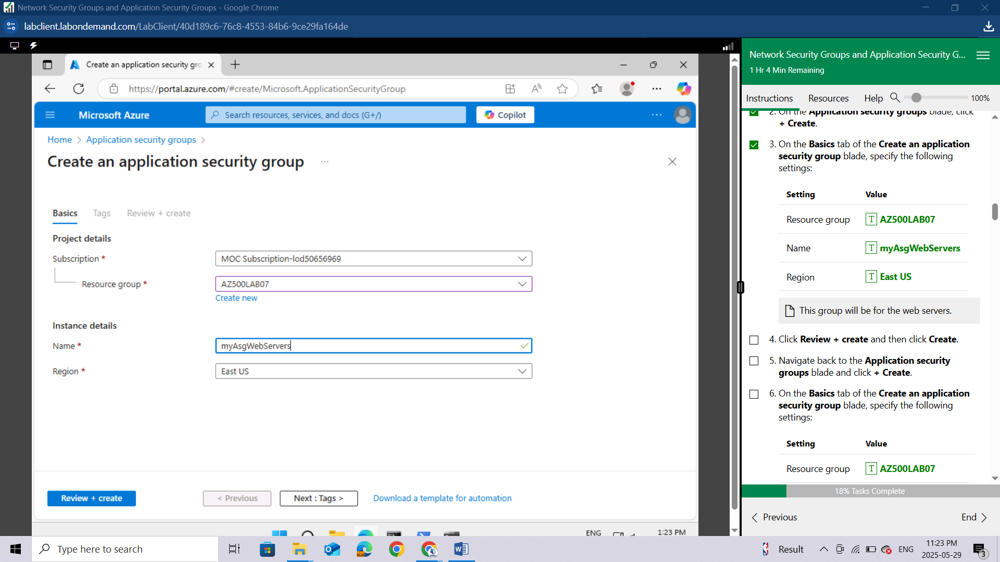 Network Security Groups and Application Security Groups - Google Chrome
labclient.labondemand.com/LabClient/40d189c6-76c8-4553-84b6-9ce29fa164de
Create an application security gro
https://portal.azure.com/#create/Microsoft.ApplicationSecurityGroup
Microsoft Azure
Search resources, services, and docs (G+/)
Copilot
Home > Application security groups >
Create an application security group
Basics
Tags
Review + create
Project details
Subscription *
MOC Subscription-lod50656969
Resource group *
AZ500LAB07
Create new
Instance details
Name *
myAsgWebServers
Region *
East US
Review + create
< Previous
Next : Tags >
Download a template for automation
ENG
1:23 PM
Network Security Groups and Application Security G...
1 Hr 4 Min Remaining
Instructions
Resources
Help
100%
2. On the Application security groups blade, click
+ Create.
3. On the Basics tab of the Create an application
security group blade, specify the following
settings:
Setting Value
Resource group T AZ500LAB07
Name T myAsgWebServers
Region T East US
This group will be for the web servers.
4. Click Review + create and then click Create.
5. Navigate back to the Application security
groups blade and click + Create.
6. On the Basics tab of the Create an application
security group blade, specify the following
settings:
Setting Value
Resource group T AZ500LAB07
18% Tasks Complete
Previous
End
Type here to search
Result
ENG
11:23 PM
2025-05-29
3